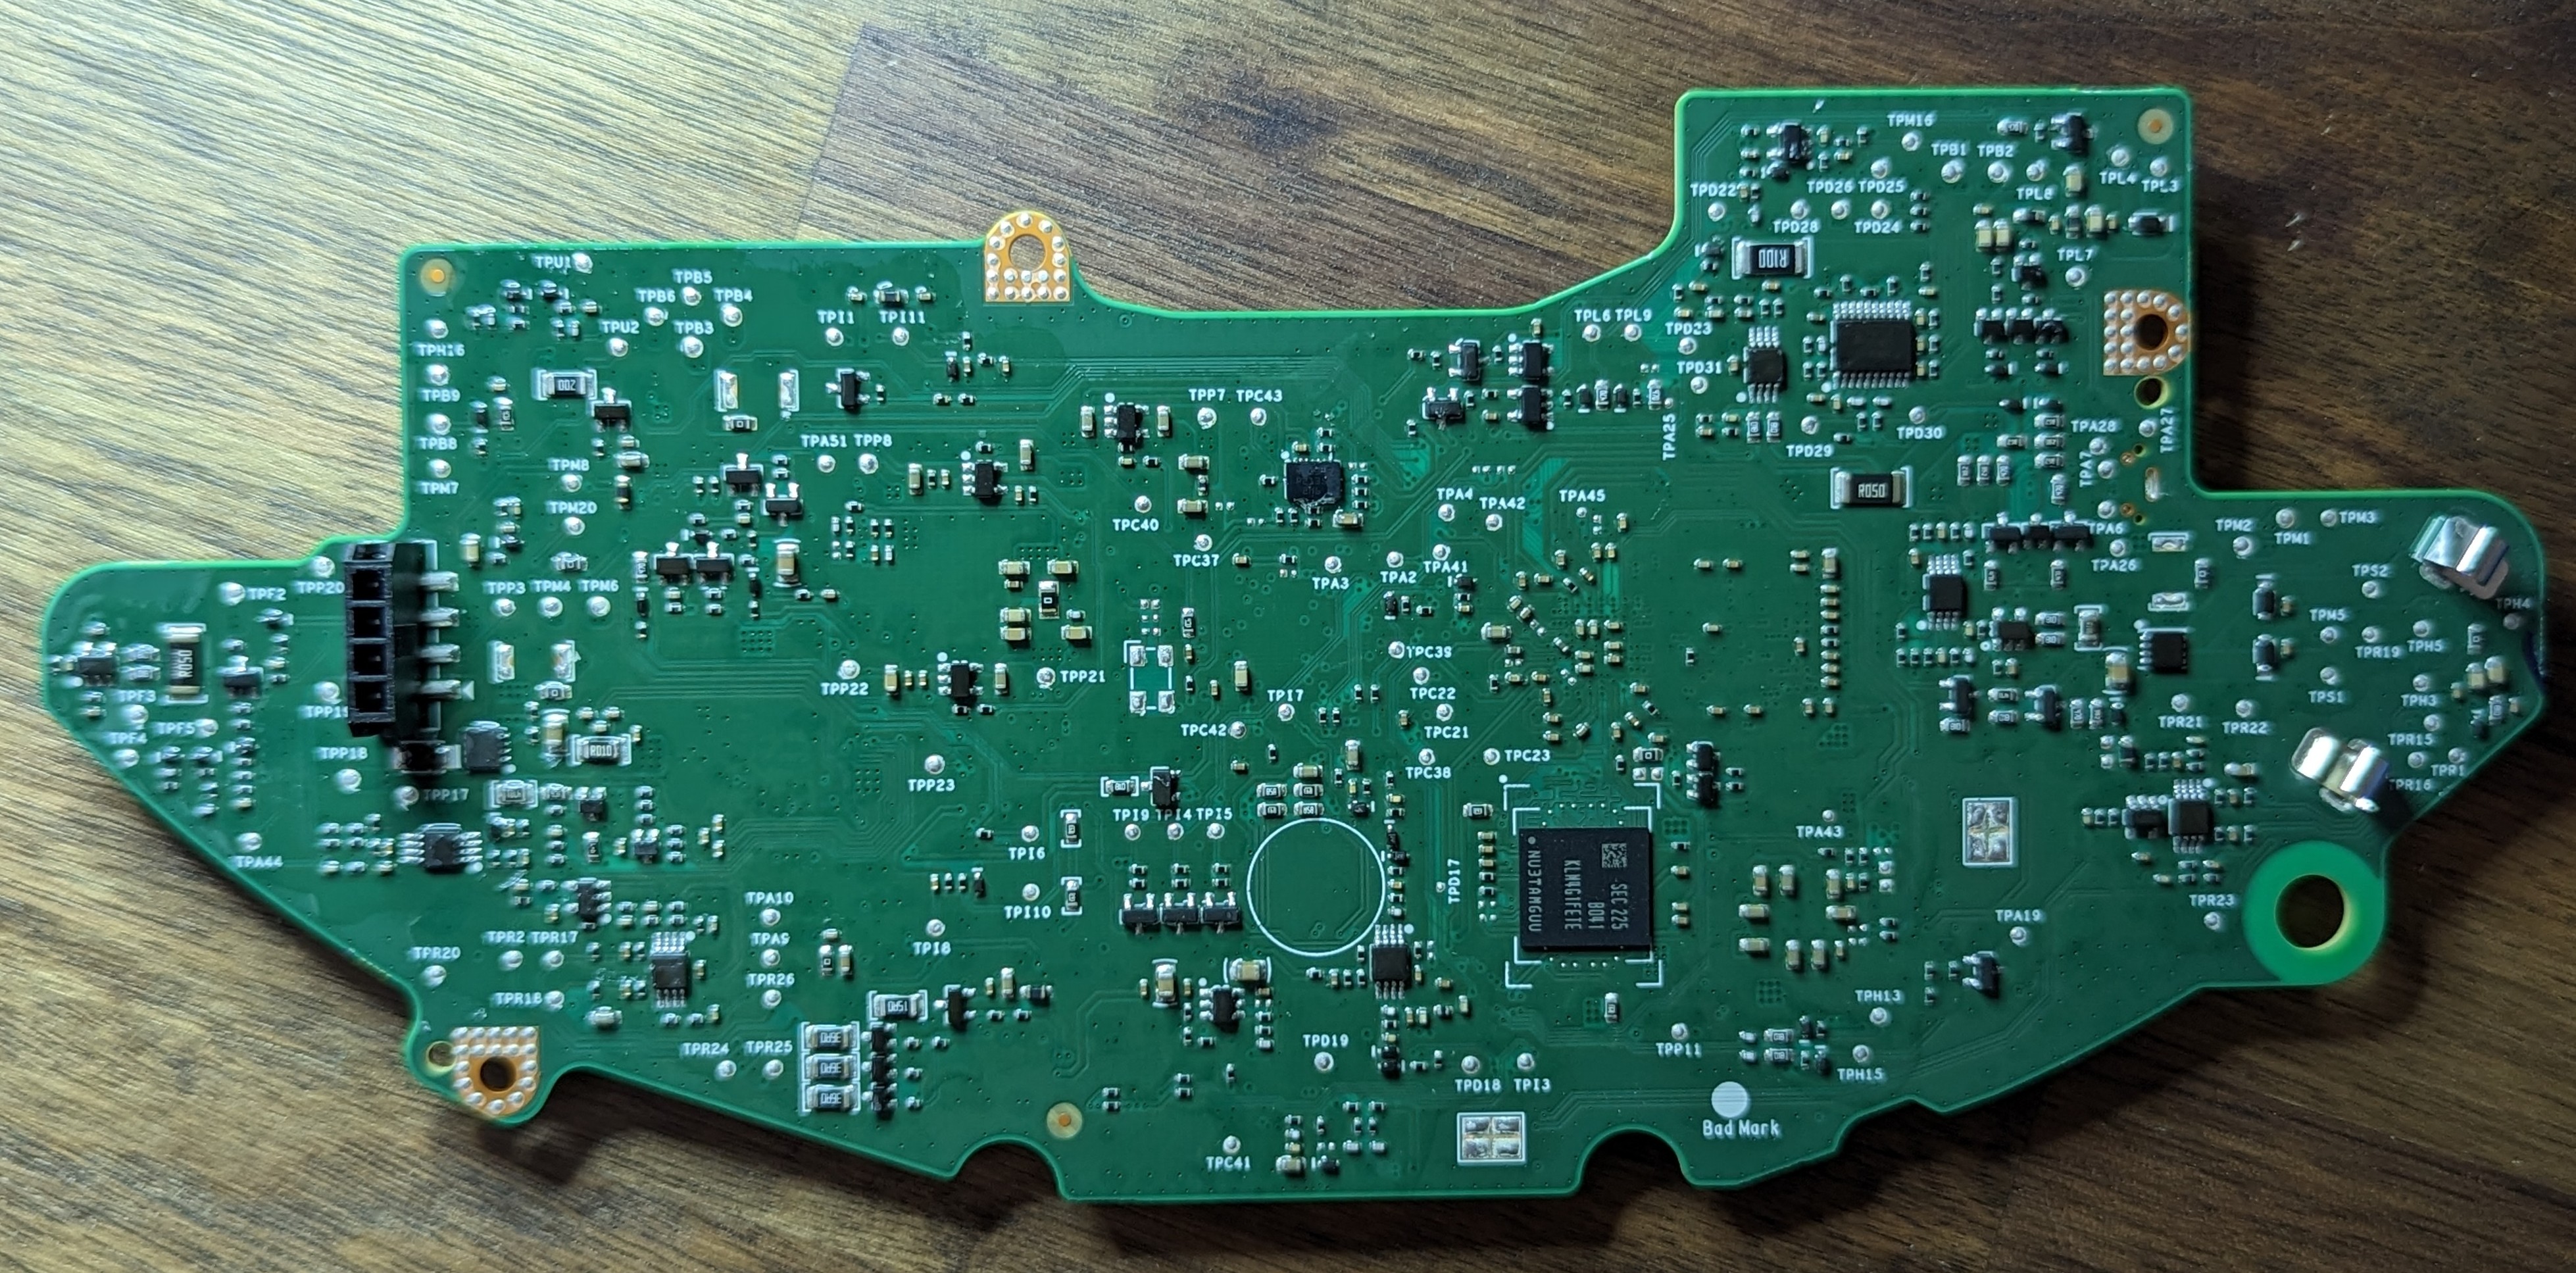 TPM16
TPB1 TPB2
TPD22 TPD26 TPD25 TPL8 TPL4 TPL3
TPD28 TPD24
R100
TPL7
TPU1
TPB5
TPB6 TPB4
TPU2 TPB3
TPI1 TPI11
TPL6 TPL9 TPD23
TPH16
TPD31
TPB9
TPP7 TPC43
TPB8
TPA51 TPP8
TPA25
TPD29 TPD30
TPA28
TPA27
TPA7
TPM8
TPM7
R050
TPM20
TPC40
TPA4 TPA42 TPA45
TPC37
TPA6
TPM2 TPM3
TPM1
TPA26
TPA3 TPA2 TPA41
TPF2 TPP20
TPP3 TPM4 TPM6
TPS2
TPH4
TPM5
TPR19 TPH5
R050
TPC39
TPP22 TPP21
TPC22
TPI7
TPS1
TPH3
TPF3
TPF5
TPF4
TPP19
TPC42 TPC21
TPR21 TPR22
TPR15
R010
TPP18
TPC38 TPC23
TPP23
TPR16
TPP17
TPI9 TPI4 TPI5
TPA43
TPI6
TPA44
TPD17
SEC 225
B041
KLM4G1FETE
TPI10
TPA10
TPA19
TPR23
TPR2 TPR17
TPA9
TPI8
TPR20
TPR26
TPR18
TPH13
TPR24 TPR25
TPD19
TPP11
TPH15
TPD18 TPI3
Bad Mark
TPC41